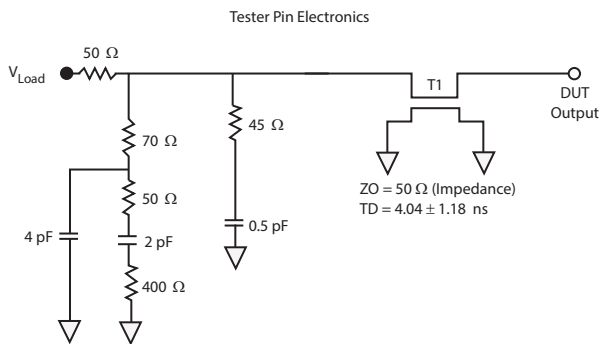 Tester Pin Electronics
50 Ω
V Load
T1
DUT
Output
70 Ω
45 Ω
ZO = 50 Ω (Impedance)
TD = 4.04 ± 1.18 ns
50 Ω
4 pF
2 pF
0.5 pF
400 Ω